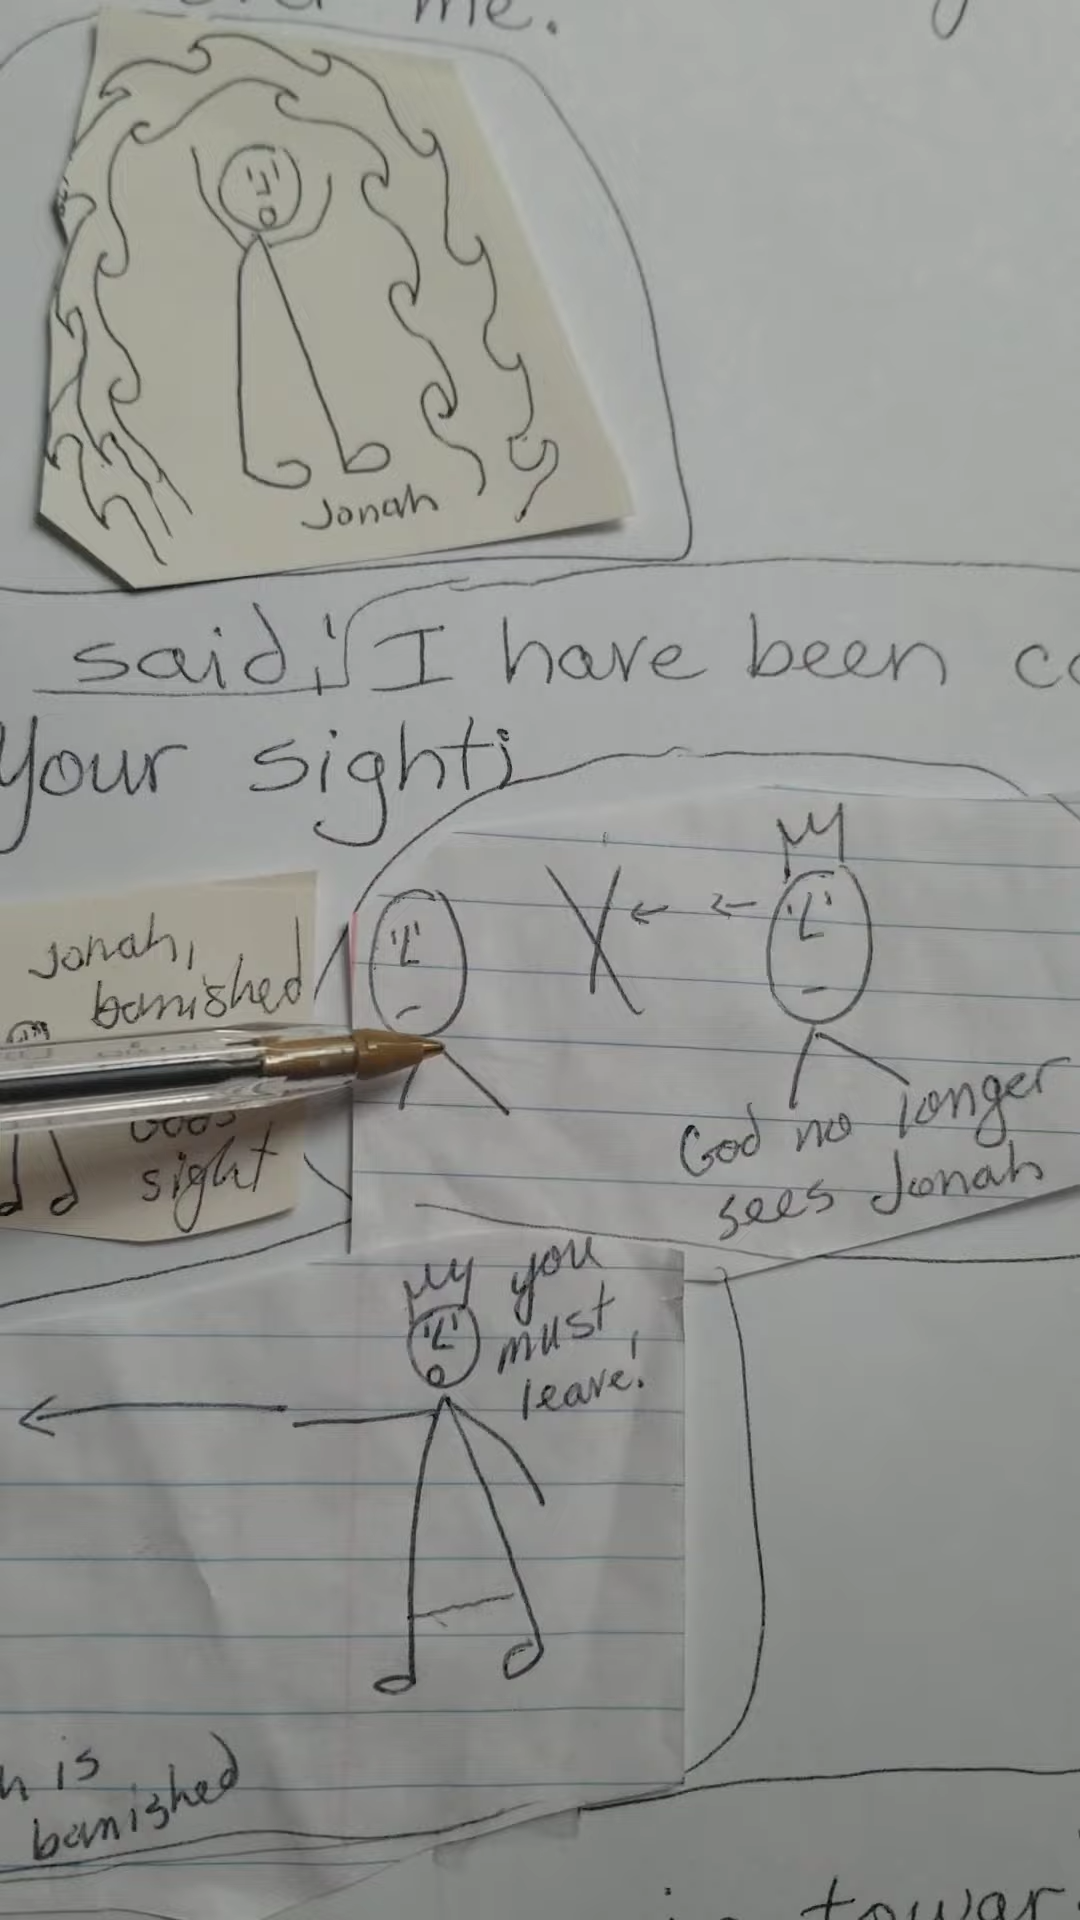 me.
Jonah
said, I have been
your sight;
Jonah,
banished
sight
God no longer
sees Jonah
you
must
leave!
is
banished
towar